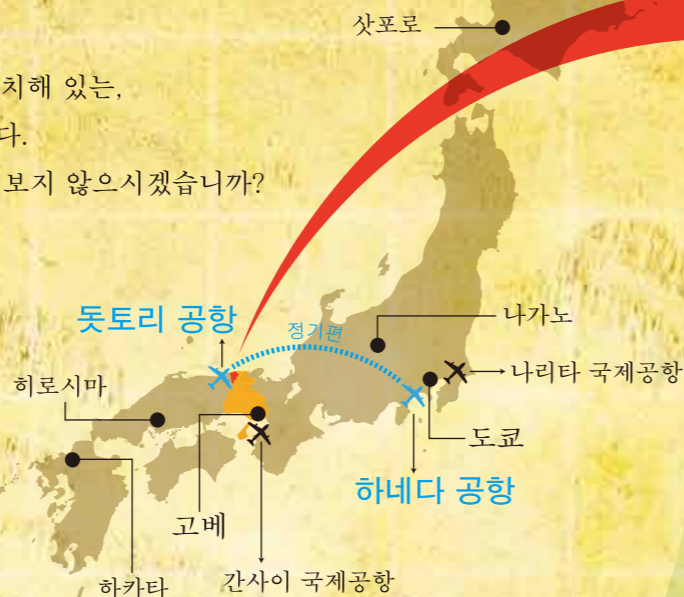 삿포로
치해 있는,
다.
보지 않으시겠습니까?
돗토리 공항
정기편
나가노
나리타 국제공항
히로시마
도쿄
하네다 공항
고베
하카타
간사이 국제공항